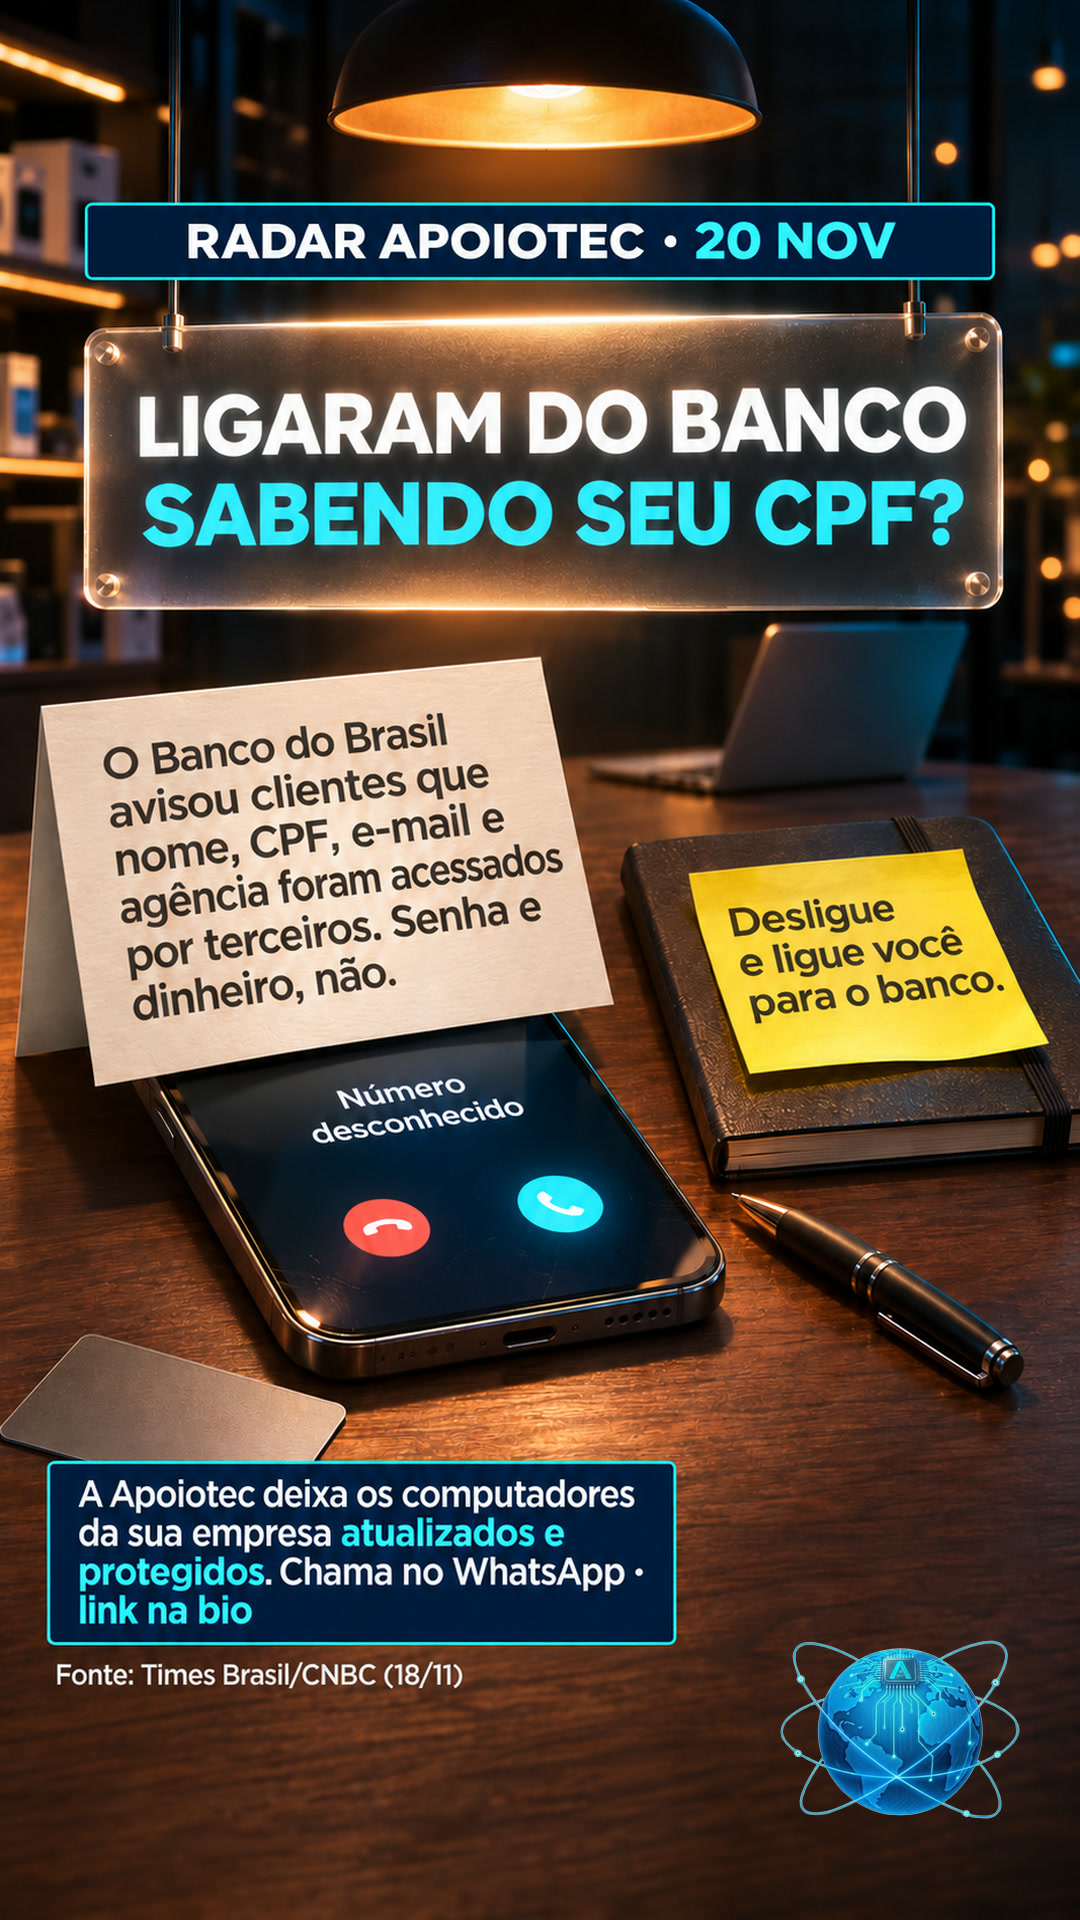 RADAR APOIOTEC • 20 NOV
LIGARAM DO BANCO
SABENDO SEU CPF?
O Banco do Brasil
avisou clientes que
nome, CPF, e-mail e
agência foram acessados
por terceiros. Senha e
dinheiro, não.
Desligue
e ligue você
para o banco.
Número
desconhecido
A Apoiotec deixa os computadores
da sua empresa atualizados e
protegidos. Chama no WhatsApp •
link na bio
Fonte: Times Brasil/CNBC (18/11)
A